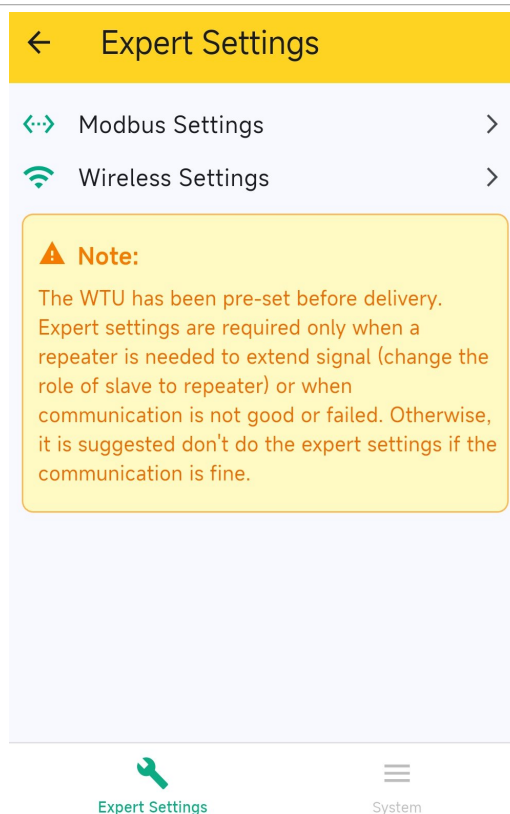 Expert Settings
Modbus Settings
Wireless Settings
Note:
The WTU has been pre-set before delivery.
Expert settings are required only when a
repeater is needed to extend signal (change the
role of slave to repeater) or when
communication is not good or failed. Otherwise,
it is suggested don't do the expert settings if the
communication is fine.
Expert Settings
System